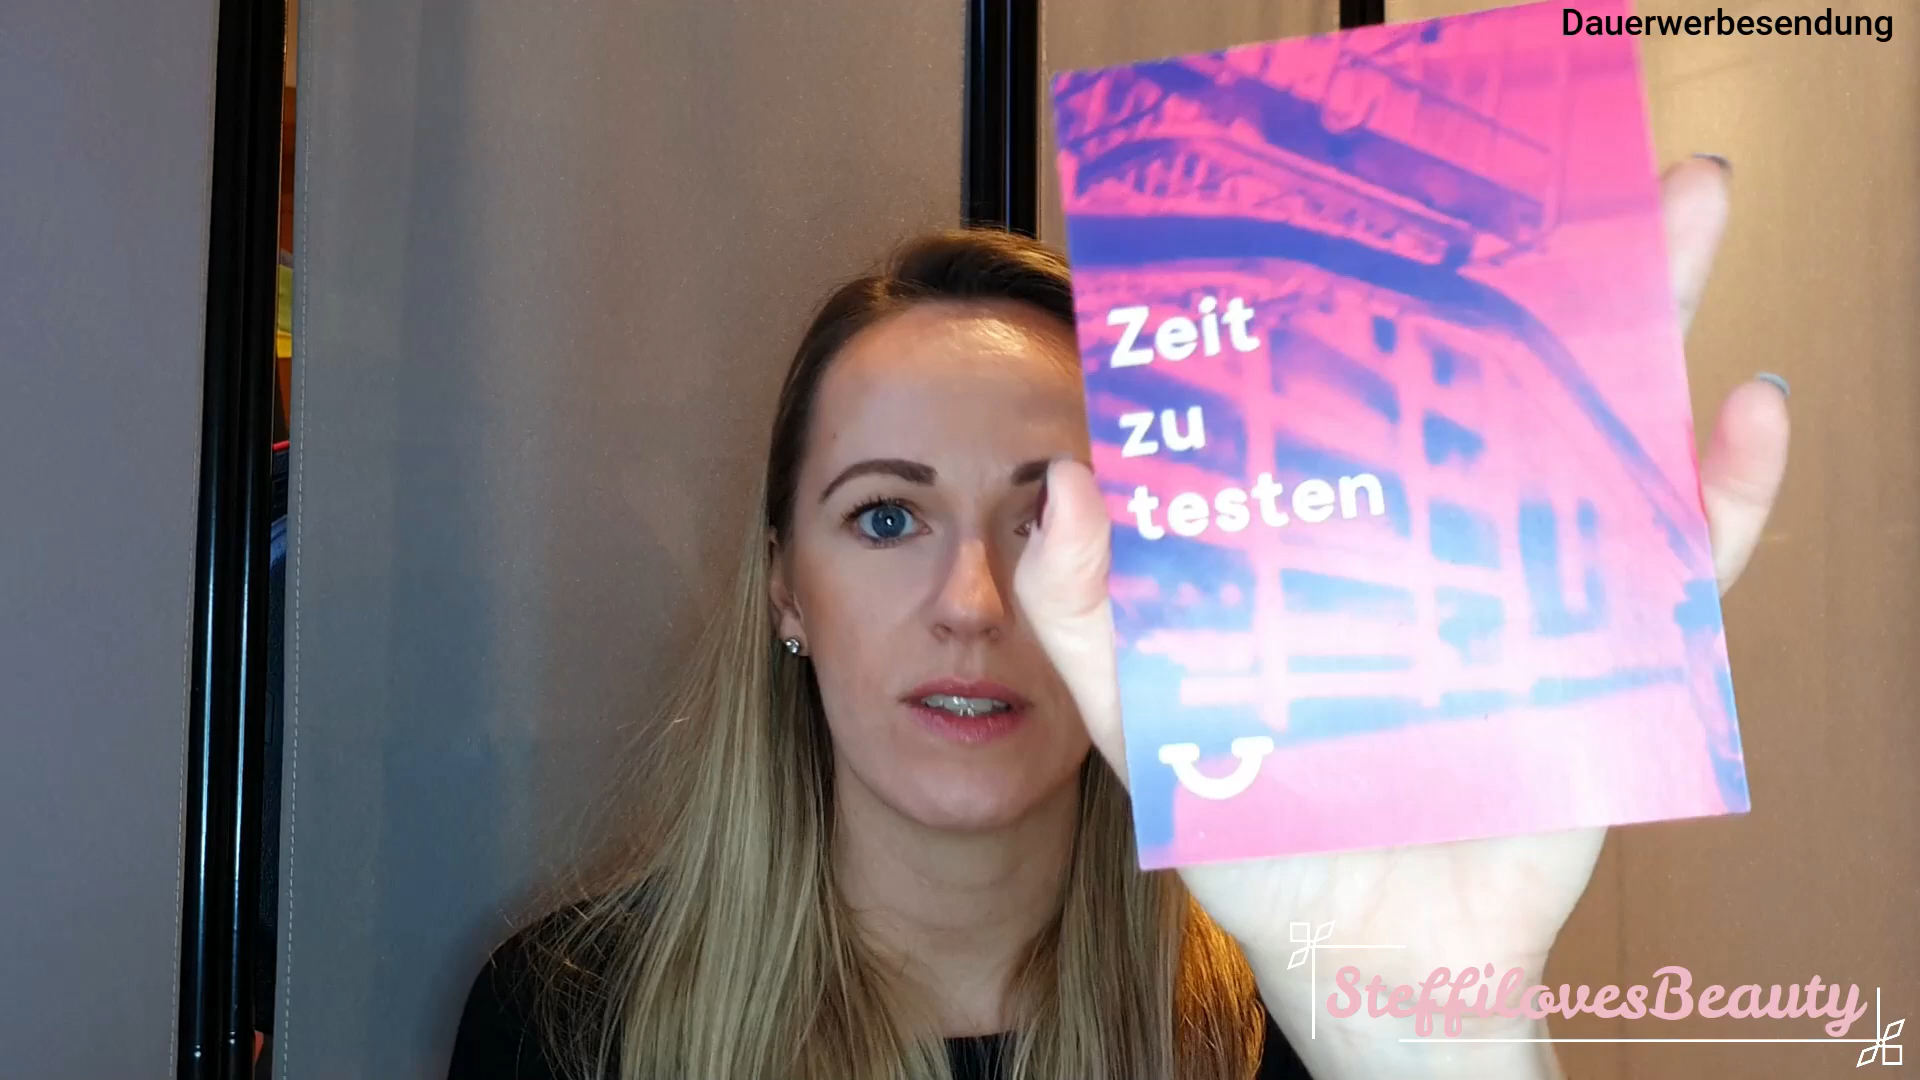 Dauerwerbesendung
Zeit
zu
testen
SteffilovesBeauty